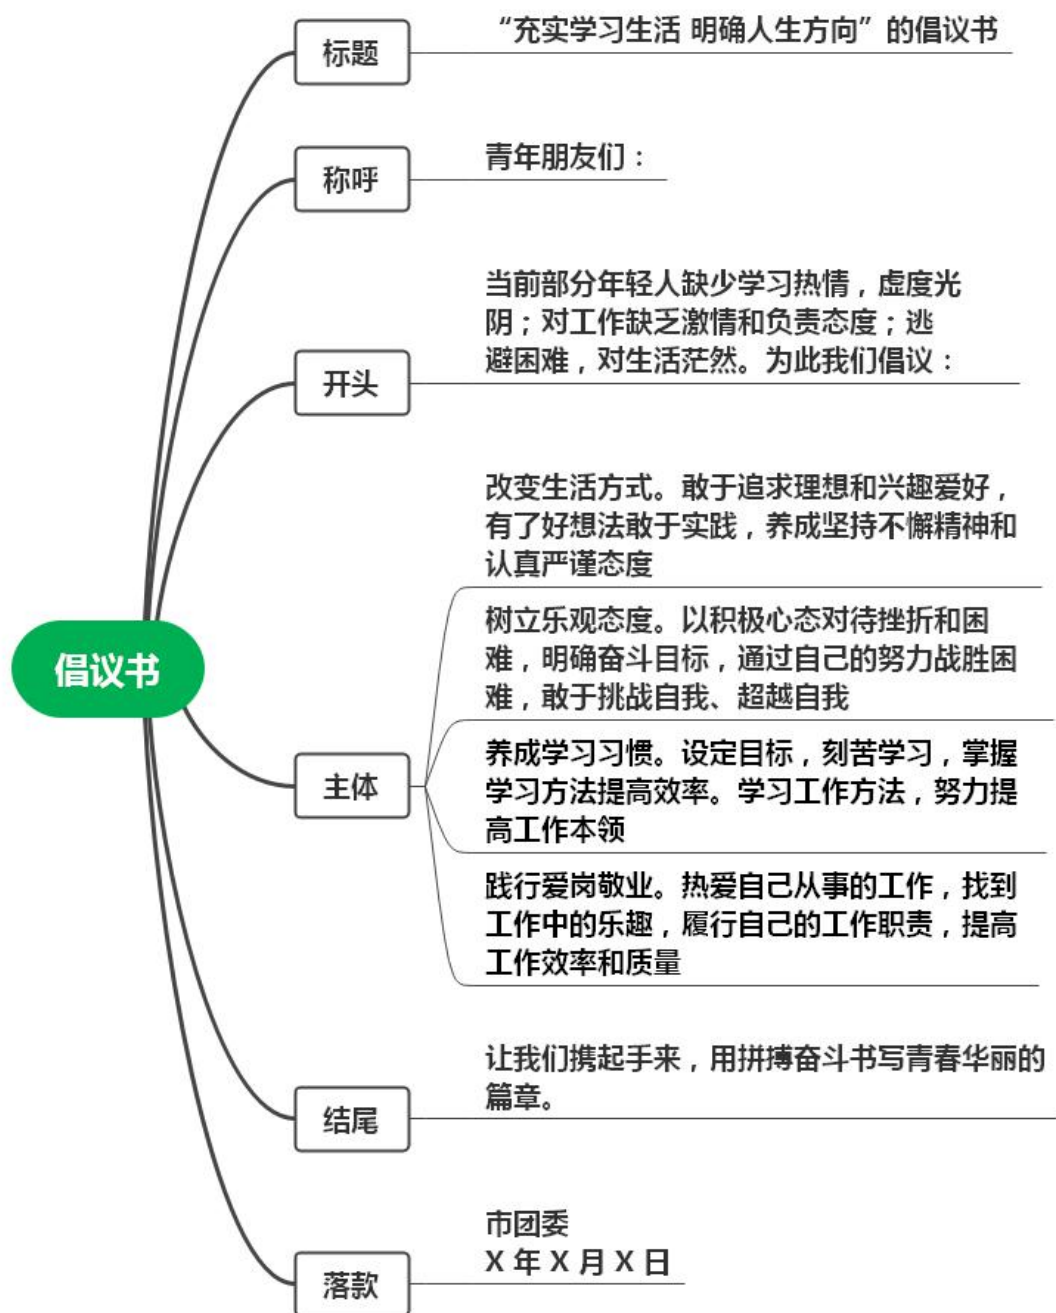 倡议书
标题
“充实学习生活 明确人生方向”的倡议书
称呼
青年朋友们：
开头
当前部分年轻人缺少学习热情，虚度光
阴；对工作缺乏激情和负责态度；逃
避困难，对生活茫然。为此我们倡议：
主体
改变生活方式。敢于追求理想和兴趣爱好，
有了好想法敢于实践，养成坚持不懈精神和
认真严谨态度
树立乐观态度。以积极心态对待挫折和困
难，明确奋斗目标，通过自己的努力战胜困
难，敢于挑战自我、超越自我
养成学习习惯。设定目标，刻苦学习，掌握
学习方法提高效率。学习工作方法，努力提
高工作本领
践行爱岗敬业。热爱自己从事的工作，找到
工作中的乐趣，履行自己的工作职责，提高
工作效率和质量
结尾
让我们携起手来，用拼搏奋斗书写青春华丽的
篇章。
落款
市团委
X 年 X 月 X 日